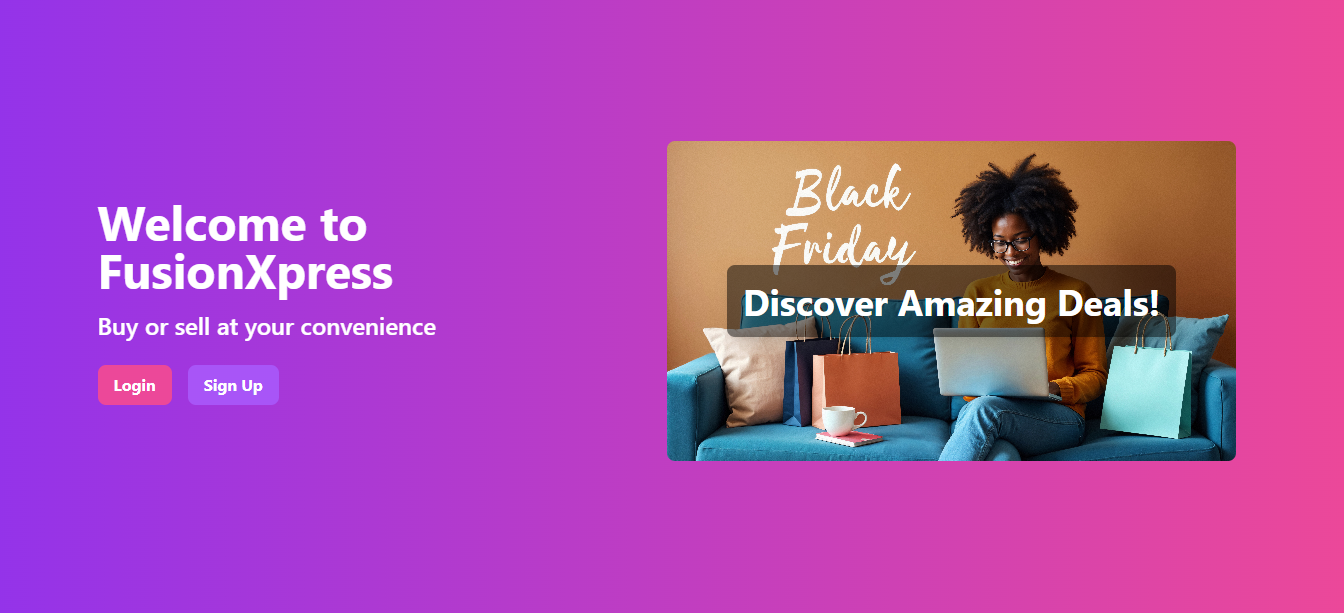 Welcome to
FusionXpress
Buy or sell at your convenience
Login
Sign Up
Black
Friday
Discover Amazing Deals!